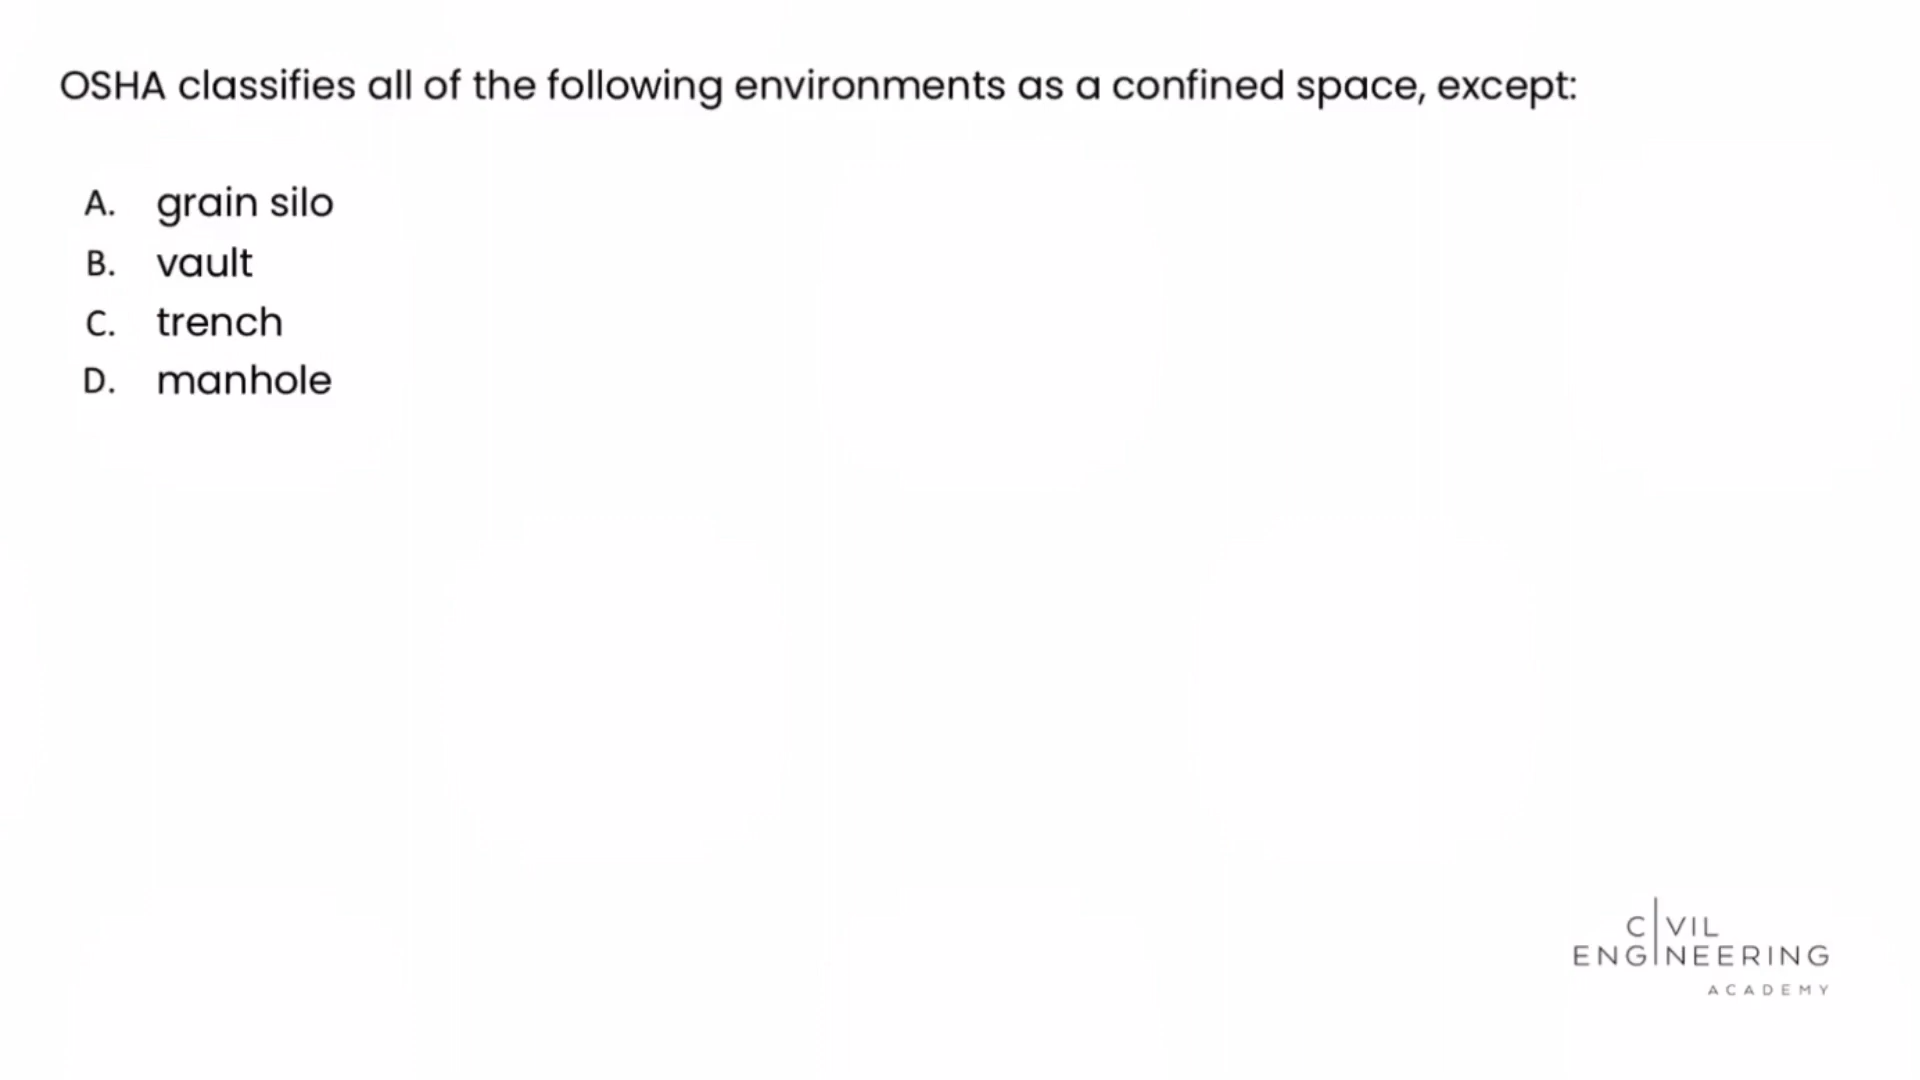 OSHA classifies all of the following environments as a confined space, except:
A. grain silo
B. vault
C. trench
D. manhole
CIVIL
ENGINEERING
ACADEMY